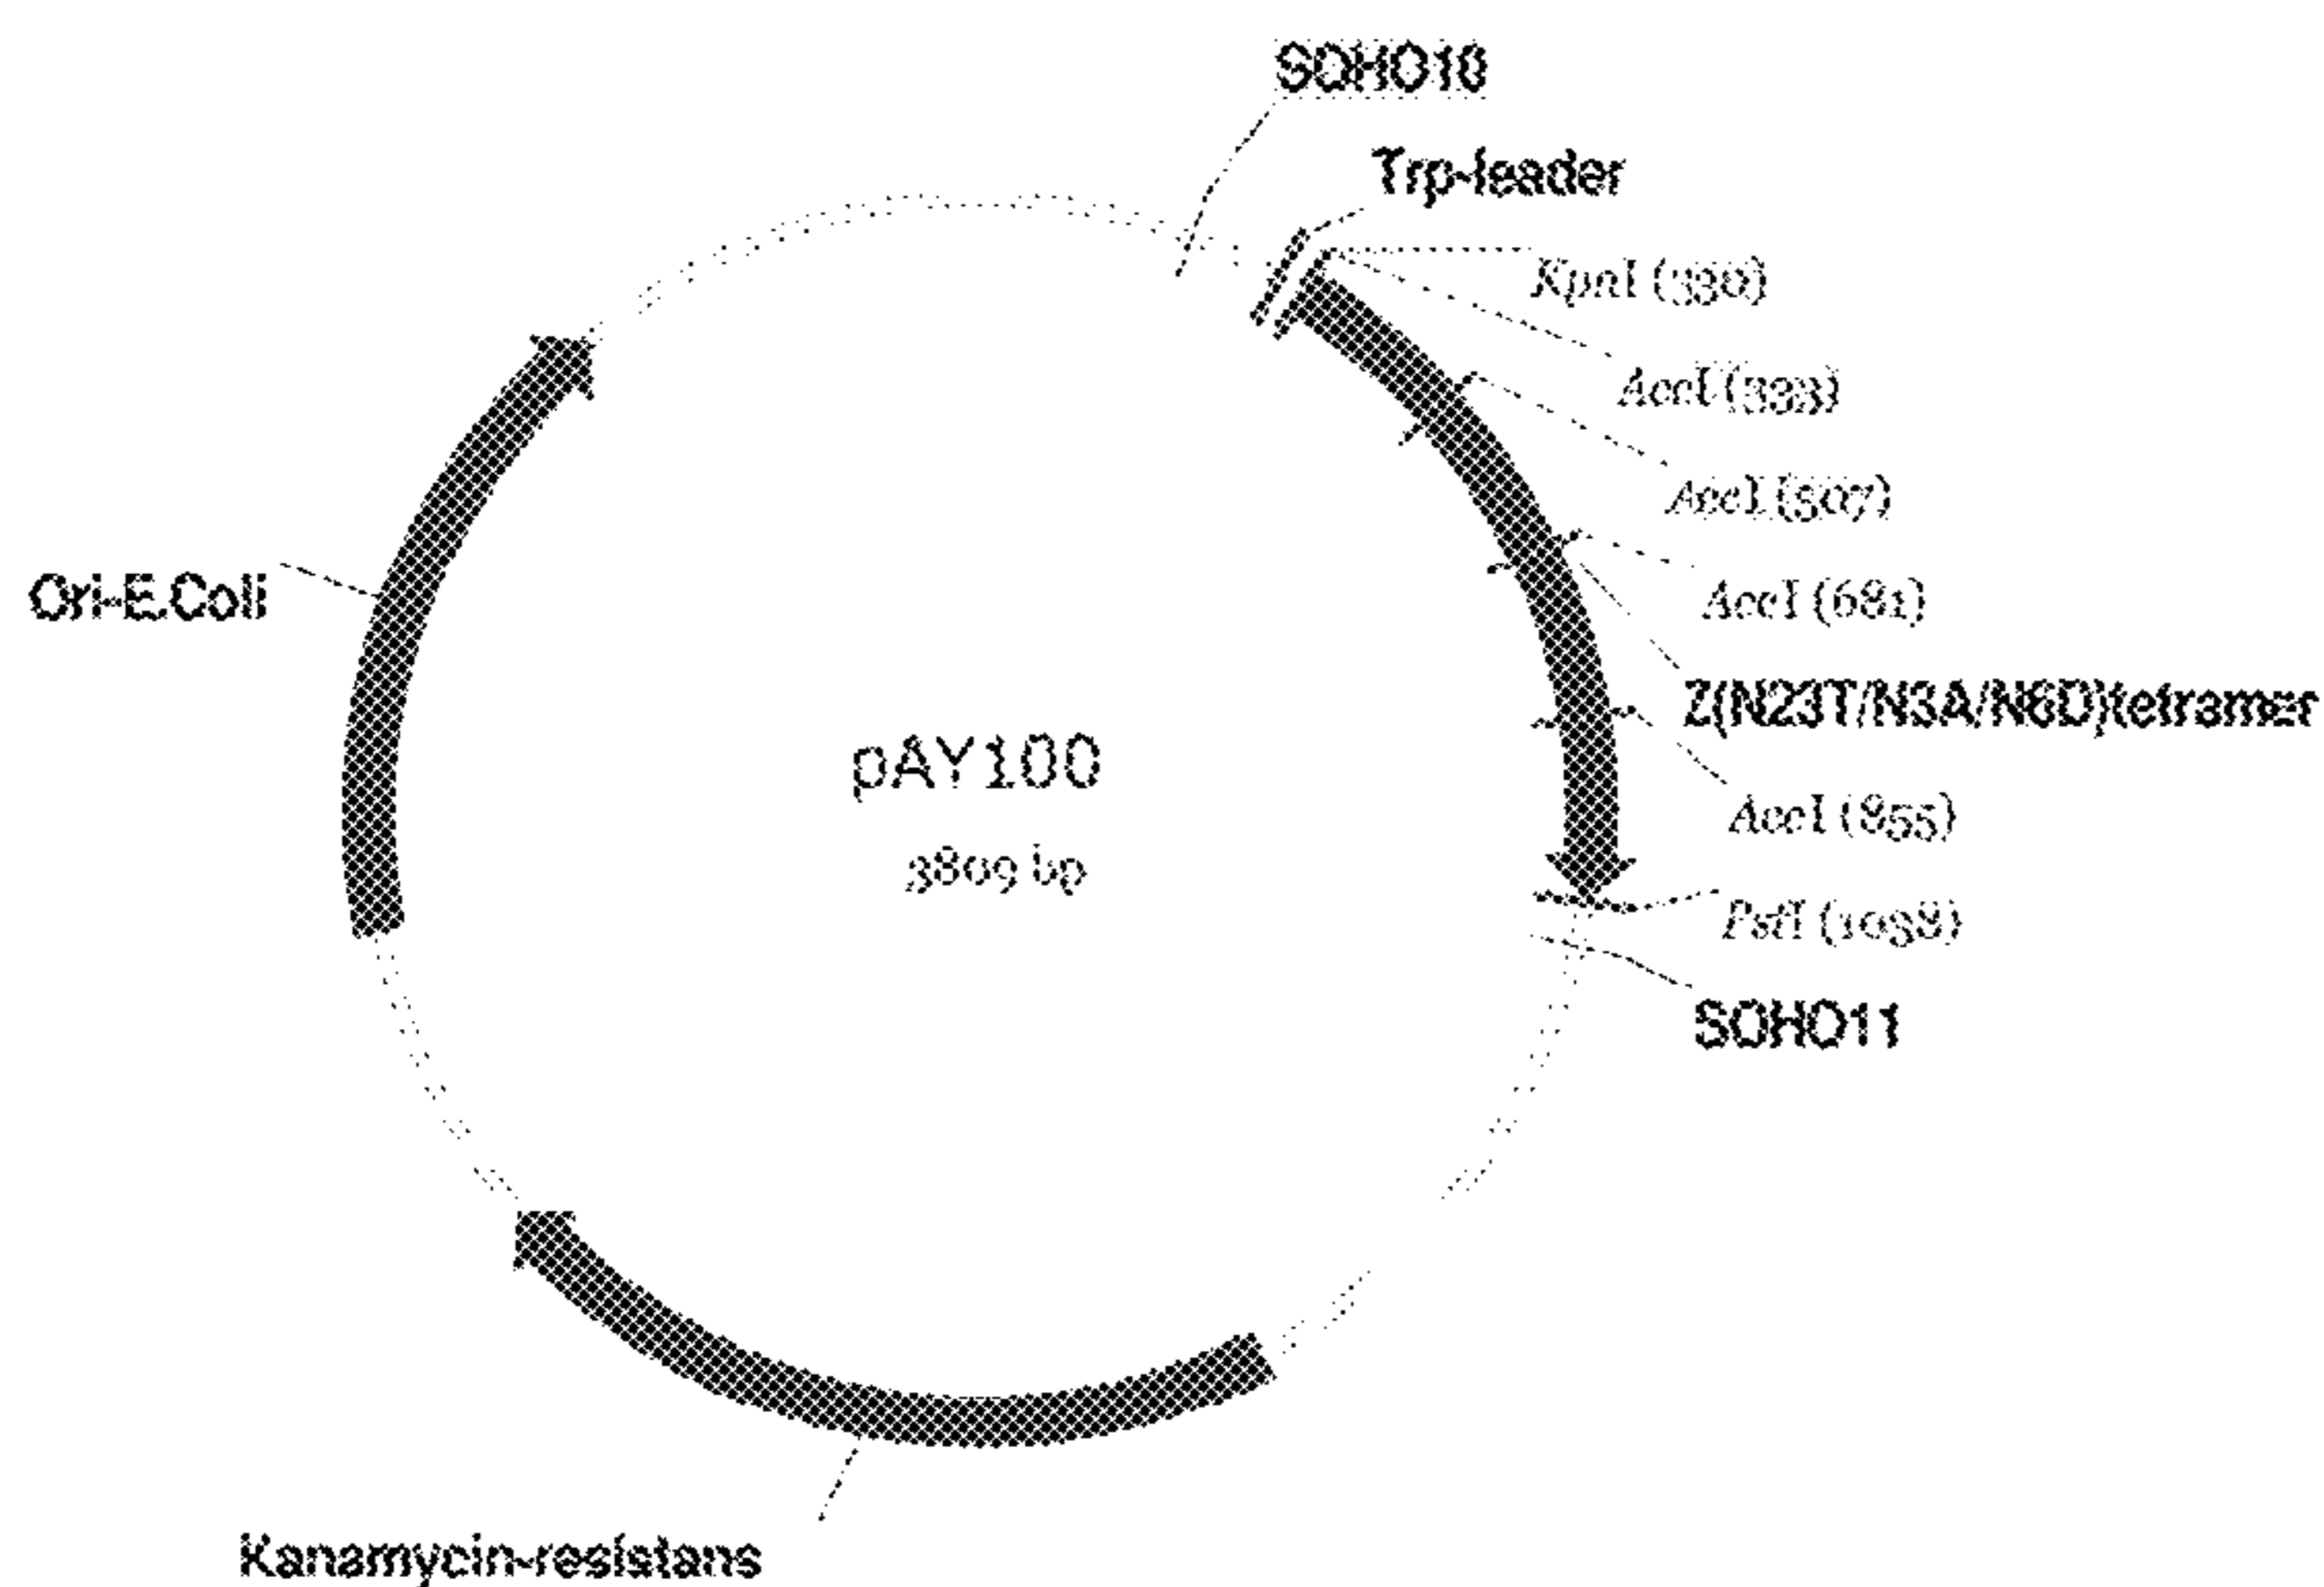 SOHO10
Trp-leader
KpnI (330)
AccI (333)
AccI (507)
AccI (681)
Ori-E.Coli
Z(N23T/N3A/N6D)tetramer
pAY100
AccI (855)
3809 bp
PstI (1038)
SOHO11
Kanamycin-resistans